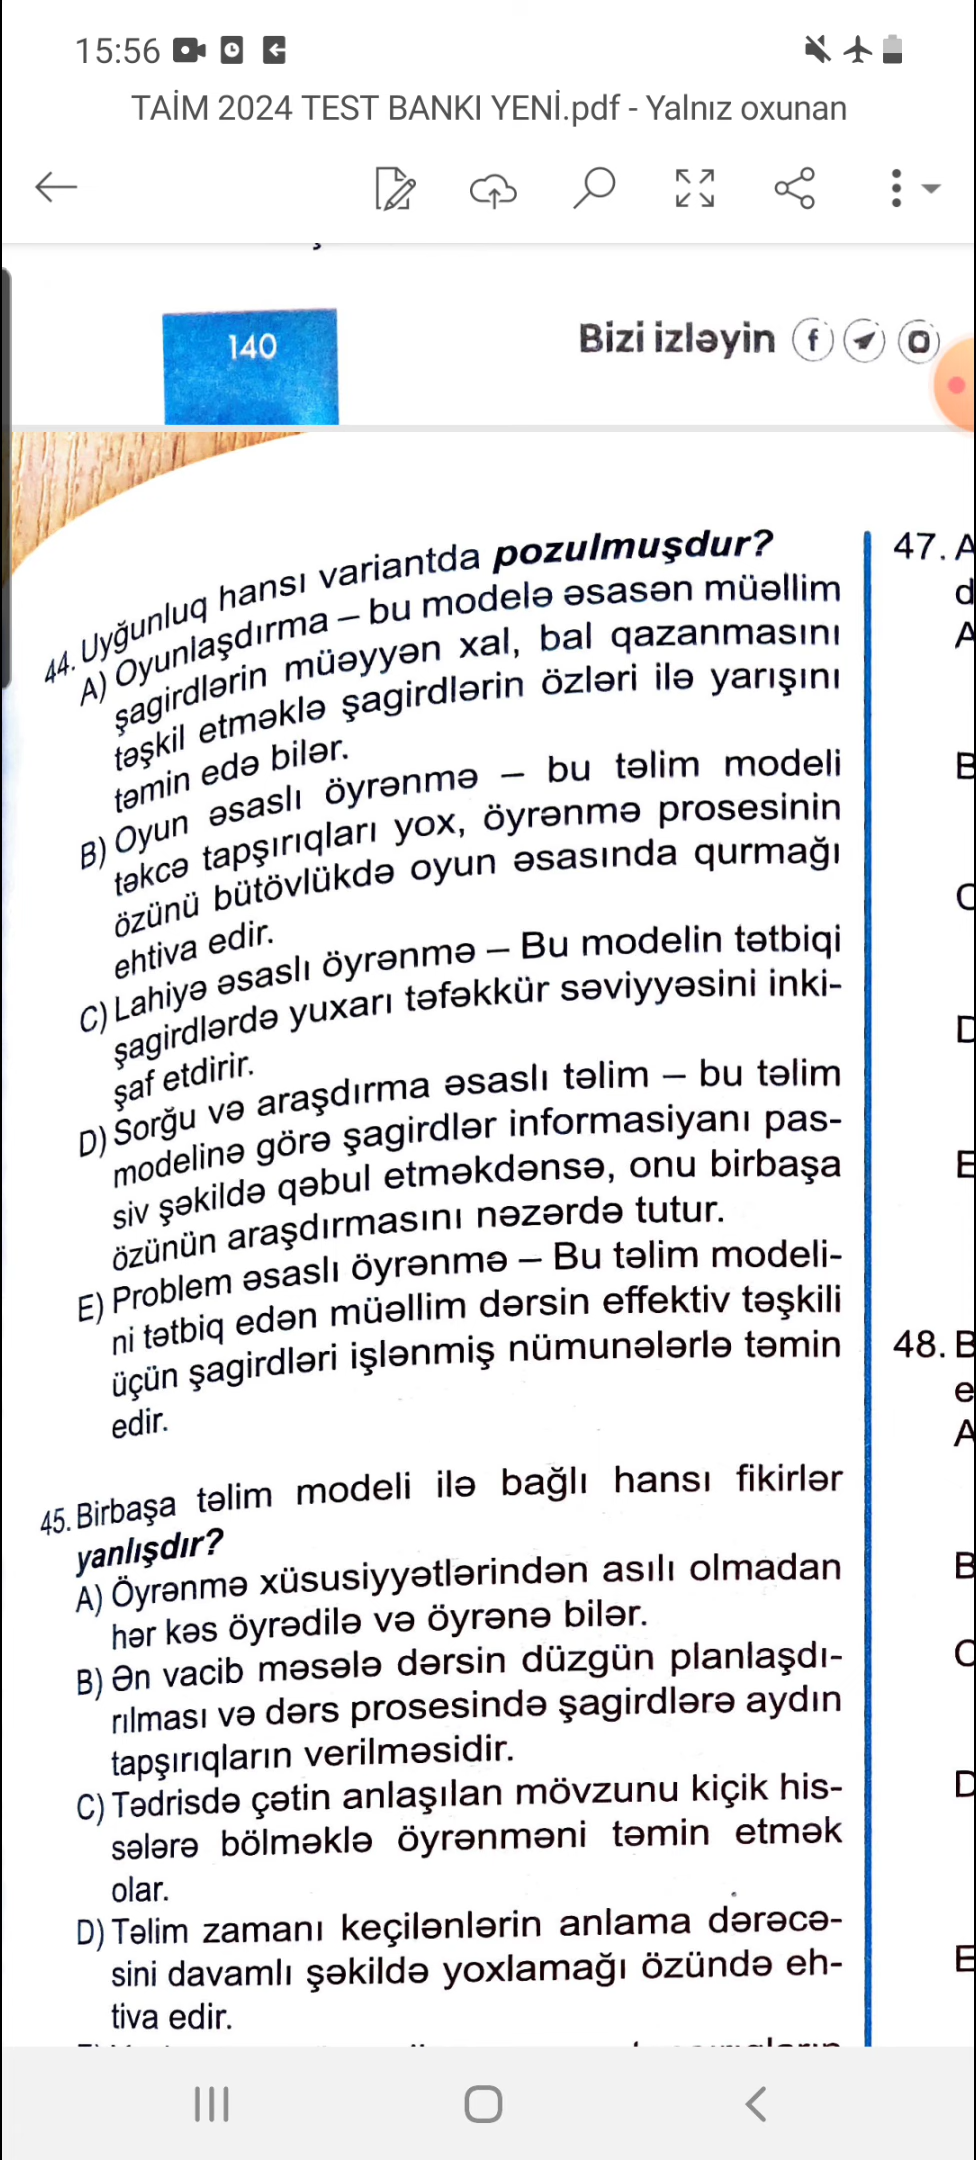 15:56
TAİM 2024 TEST BANKI YENİ.pdf - Yalnız oxunan
140
Bizi izləyin
44. Uyğunluq hansı variantda pozulmuşdur?
A) Oyunlaşdırma – bu modelə əsasən müəllim
şagirdlərin müəyyən xal, bal qazanmasını
təşkil etməklə şagirdlərin özləri ilə yarışını
təmin edə bilər.
B) Oyun əsaslı öyrənmə – bu təlim modeli
təkcə tapşırıqları yox, öyrənmə prosesinin
özünü bütövlükdə oyun əsasında qurmağı
ehtiva edir.
C) Lahiyə əsaslı öyrənmə – Bu modelin tətbiqi
şagirdlərdə yuxarı təfəkkür səviyyəsini inki-
şaf etdirir.
D) Sorğu və araşdırma əsaslı təlim – bu təlim
modelinə görə şagirdlər informasiyanı pas-
siv şəkildə qəbul etməkdənsə, onu birbaşa
özünün araşdırmasını nəzərdə tutur.
E) Problem əsaslı öyrənmə – Bu təlim modeli-
ni tətbiq edən müəllim dərsin effektiv təşkili
üçün şagirdləri işlənmiş nümunələrlə təmin
edir.
45. Birbaşa təlim modeli ilə bağlı hansı fikirlər
yanlışdır?
A) Öyrənmə xüsusiyyətlərindən asılı olmadan
hər kəs öyrədilə və öyrənə bilər.
B) Ən vacib məsələ dərsin düzgün planlaşdı-
rılması və dərs prosesində şagirdlərə aydın
tapşırıqların verilməsidir.
C) Tədrisdə çətin anlaşılan mövzunu kiçik his-
sələrə bölməklə öyrənməni təmin etmək
olar.
D) Təlim zamanı keçilənlərin anlama dərəcə-
sini davamlı şəkildə yoxlamağı özündə eh-
tiva edir.
47. A
d
A
B
C
D
E
48. B
e
A
B
C
D
E